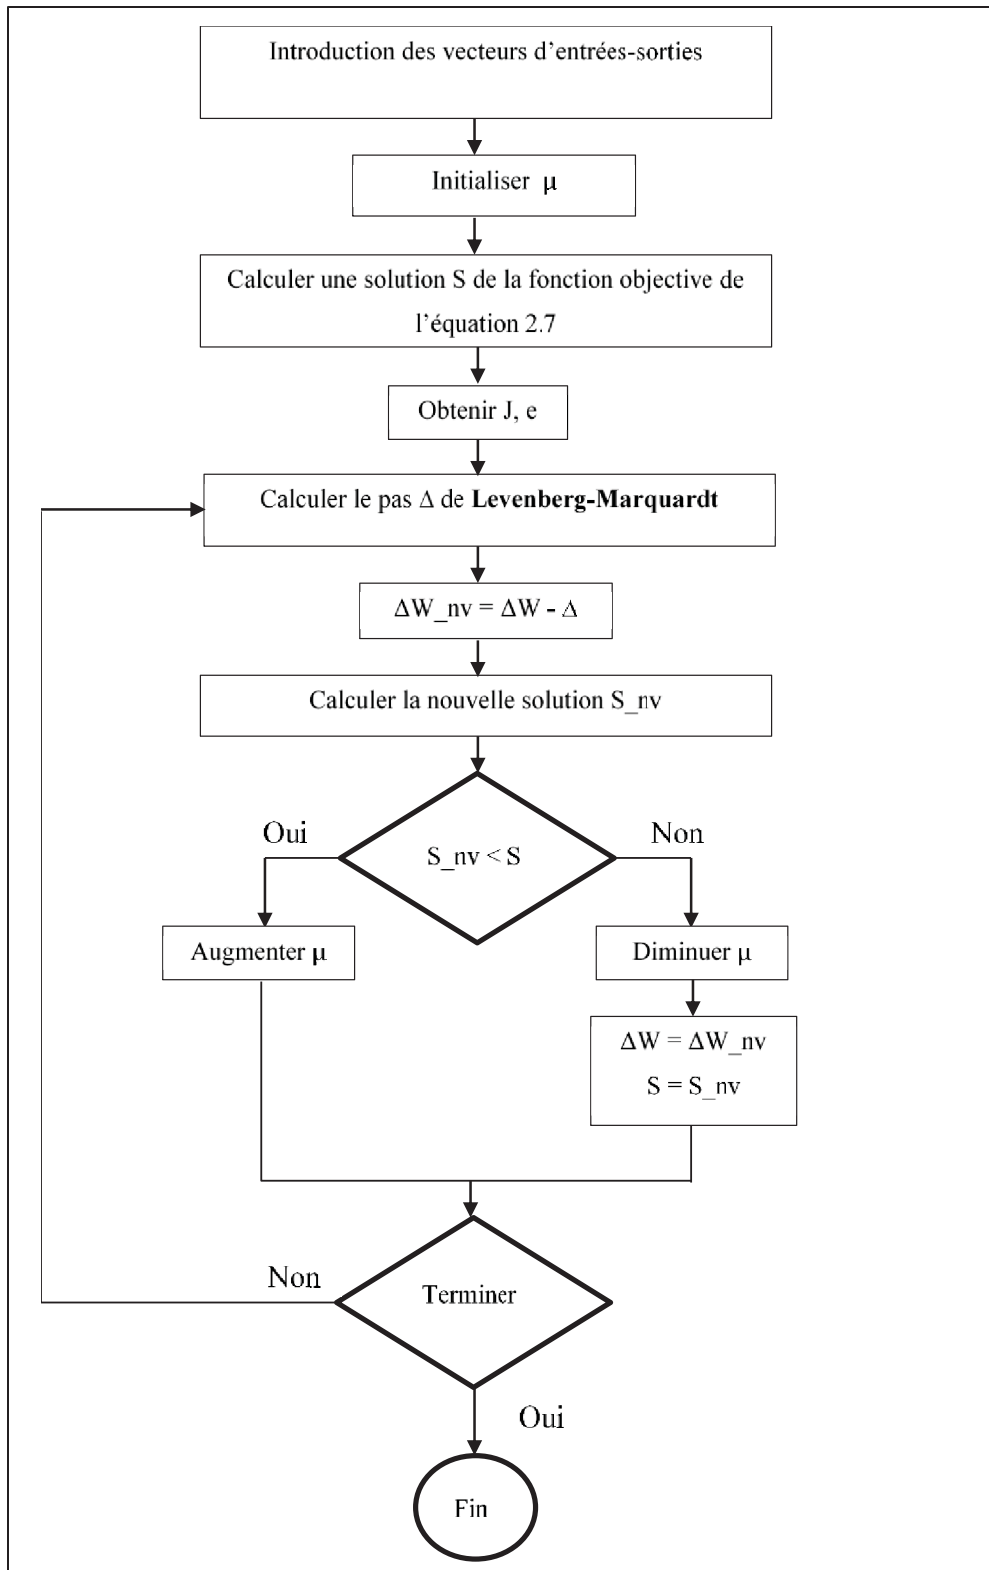 Introduction des vecteurs d'entrées-sorties
Initialiser μ
Calculer une solution S de la fonction objective de
l'équation 2.7
Obtenir J, e
Calculer le pas Δ de Levenberg-Marquardt
ΔW_nv = ΔW - Δ
Calculer la nouvelle solution S_nv
Oui
Non
S_nv < S
Augmenter μ
Diminuer μ
ΔW = ΔW_nv
S = S_nv
Non
Terminer
Oui
Fin